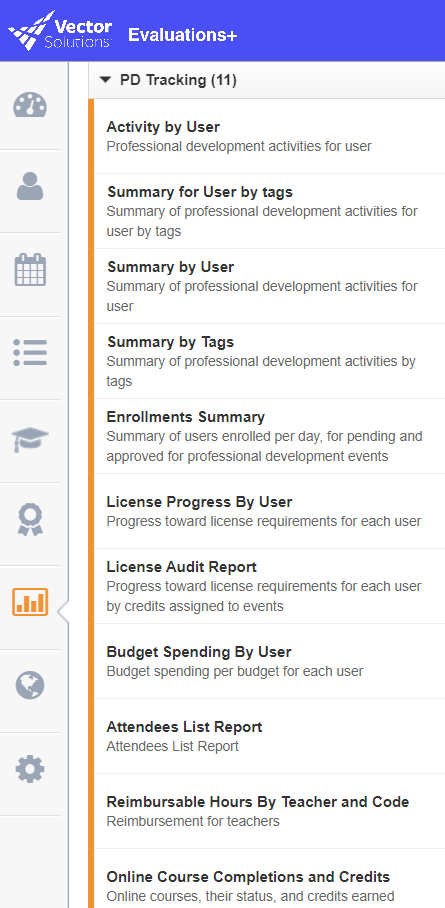 Vector
Solutions
Evaluations+
PD Tracking (11)
Activity by User
Professional development activities for user
Summary for User by tags
Summary of professional development activities for
user by tags
Summary by User
Summary of professional development activities for
user
Summary by Tags
Summary of professional development activities by
tags
Enrollments Summary
Summary of users enrolled per day, for pending and
approved for professional development events
License Progress By User
Progress toward license requirements for each user
License Audit Report
Progress toward license requirements for each user
by credits assigned to events
Budget Spending By User
Budget spending per budget for each user
Attendees List Report
Attendees List Report
Reimbursable Hours By Teacher and Code
Reimbursement for teachers
Online Course Completions and Credits
Online courses, their status, and credits earned